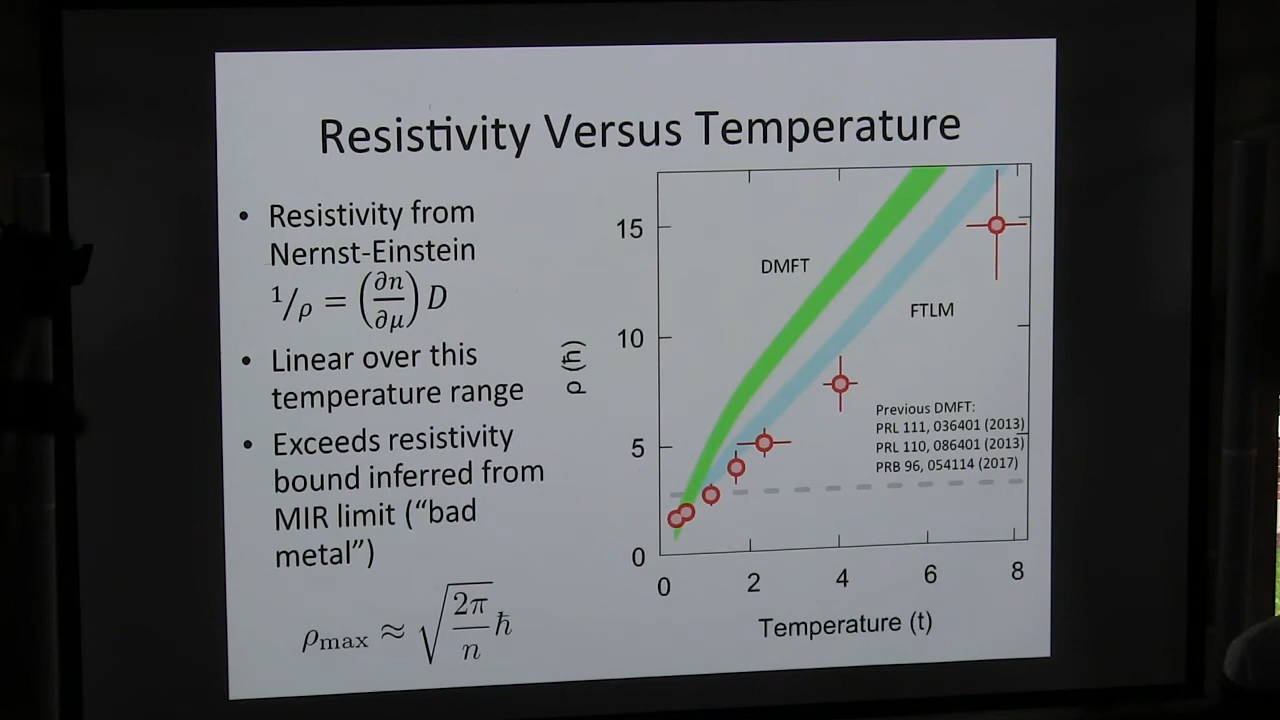 Resistivity Versus Temperature
• Resistivity from
Nernst-Einstein
1/ρ = (∂n/∂μ) D
• Linear over this
temperature range
• Exceeds resistivity
bound inferred from
MIR limit (“bad
metal”)
ρmax ≈ √(2π/n) ħ
ρ (ħ)
15
10
5
0
DMFT
FTLM
Previous DMFT:
PRL 111, 036401 (2013)
PRL 110, 086401 (2013)
PRB 96, 054114 (2017)
0 2 4 6 8
Temperature (t)